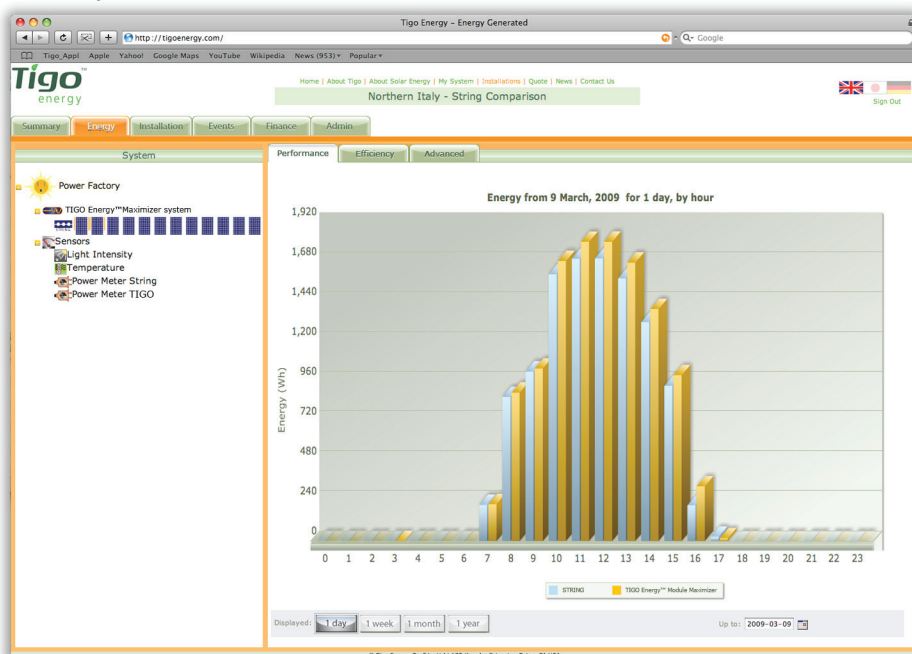 Tigo Energy – Energy Generated
http://tigoenergy.com/
Google
Tigo_Appl Apple Yahoo! Google Maps YouTube Wikipedia News (953) Popular
Tigo™
energy
Home | About Tigo | About Solar Energy | My System | Installations | Quote | News | Contact Us
Northern Italy - String Comparison
Sign Out
Summary Energy Installation Events Finance Admin
System
Performance Efficiency Advanced
Power Factory
TIGO Energy™Maximizer system
Sensors
Light Intensity
Temperature
Power Meter String
Power Meter TIGO
Energy from 9 March, 2009 for 1 day, by hour
Energy (Wh)
1,920
1,680
1,440
1,200
960
720
480
240
0
0 1 2 3 4 5 6 7 8 9 10 11 12 13 14 15 16 17 18 19 20 21 22 23
STRING TIGO Energy™ Module Maximizer
Displayed: 1 day 1 week 1 month 1 year
Up to: 2009-03-09